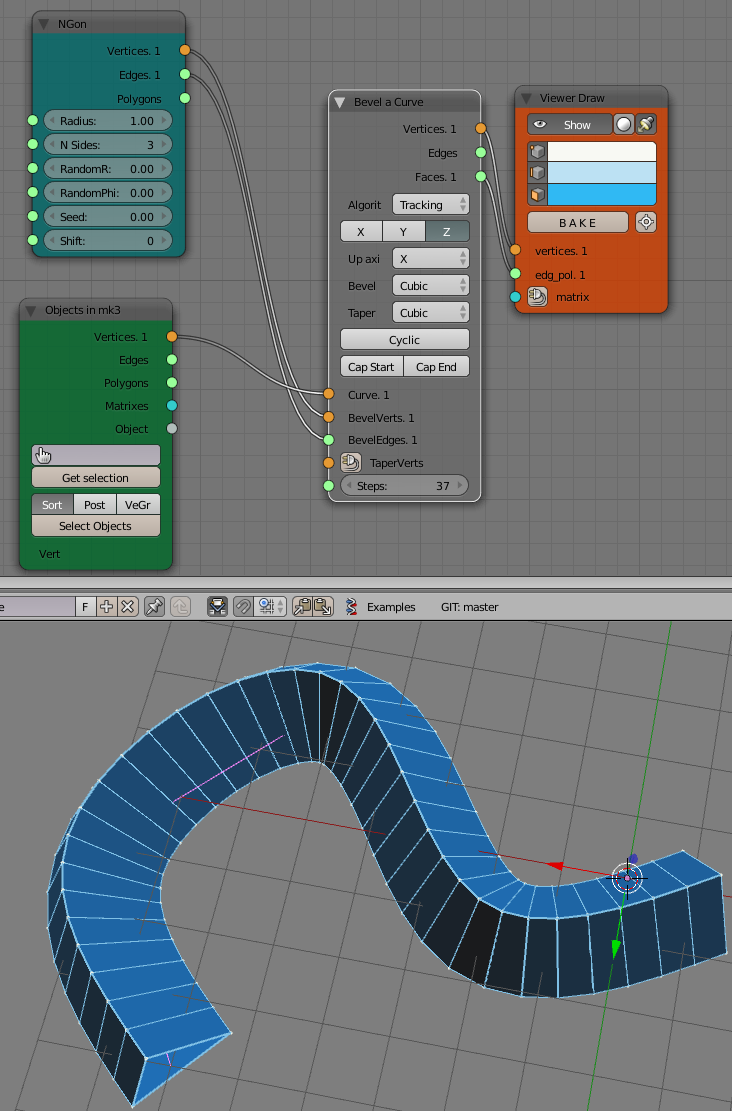 NGon
Vertices. 1
Edges. 1
Polygons
Radius: 1.00
N Sides: 3
RandomR: 0.00
RandomPhi: 0.00
Seed: 0.00
Shift: 0
Objects in mk3
Vertices. 1
Edges
Polygons
Matrixes
Object
Get selection
Sort Post VeGr
Select Objects
Vert
Bevel a Curve
Vertices. 1
Edges
Faces. 1
Algorit Tracking
X Y Z
Up axi X
Bevel Cubic
Taper Cubic
Cyclic
Cap Start Cap End
Curve. 1
BevelVerts. 1
BevelEdges. 1
TaperVerts
Steps: 37
Viewer Draw
Show
BAKE
vertices. 1
edg_pol. 1
matrix
e F Examples GIT: master